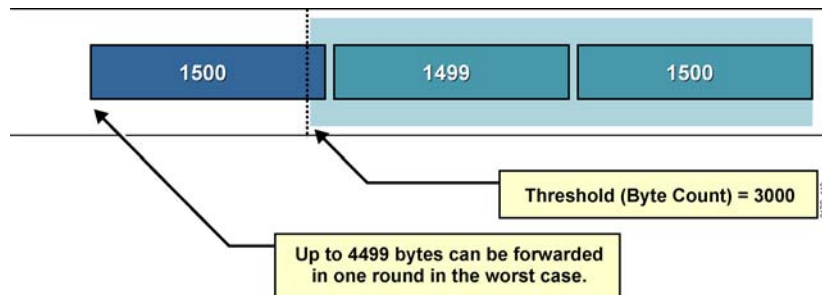 1500
1499
1500
Threshold (Byte Count) = 3000
Up to 4499 bytes can be forwarded
in one round in the worst case.